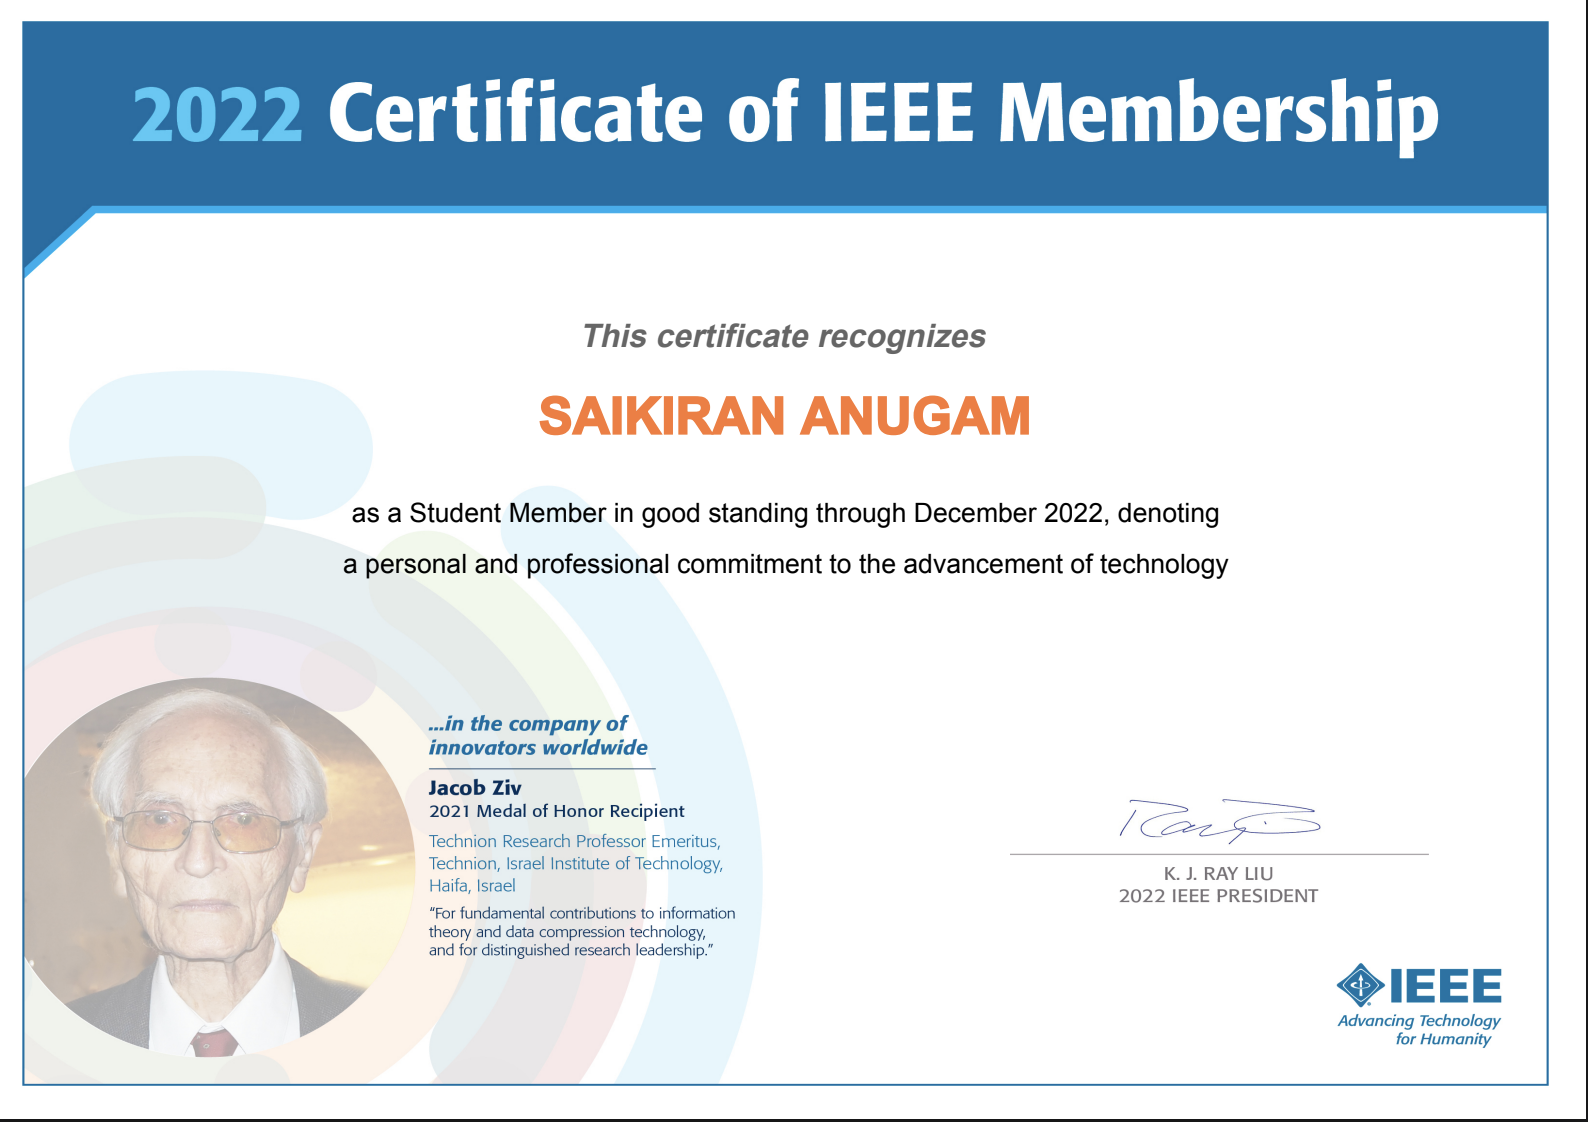 2022 Certificate of IEEE Membership
This certificate recognizes
SAIKIRAN ANUGAM
as a Student Member in good standing through December 2022, denoting
a personal and professional commitment to the advancement of technology
...in the company of
innovators worldwide
Jacob Ziv
2021 Medal of Honor Recipient
Technion Research Professor Emeritus,
Technion, Israel Institute of Technology,
Haifa, Israel
“For fundamental contributions to information
theory and data compression technology,
and for distinguished research leadership.”
K. J. RAY LIU
2022 IEEE PRESIDENT
IEEE
Advancing Technology
for Humanity